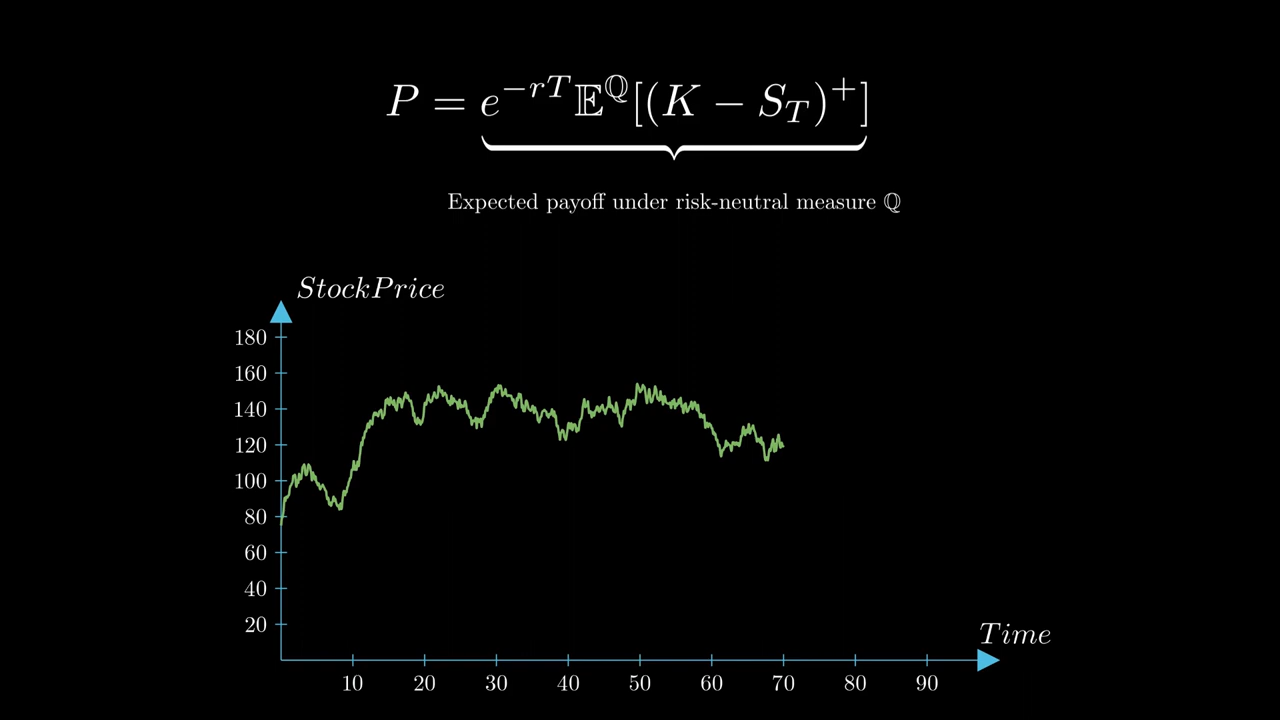 P = e^{-rT}𝔼^ℚ[(K − S_T)^+]
Expected payoff under risk-neutral measure ℚ
StockPrice
180
160
140
120
100
80
60
40
20
Time
10 20 30 40 50 60 70 80 90